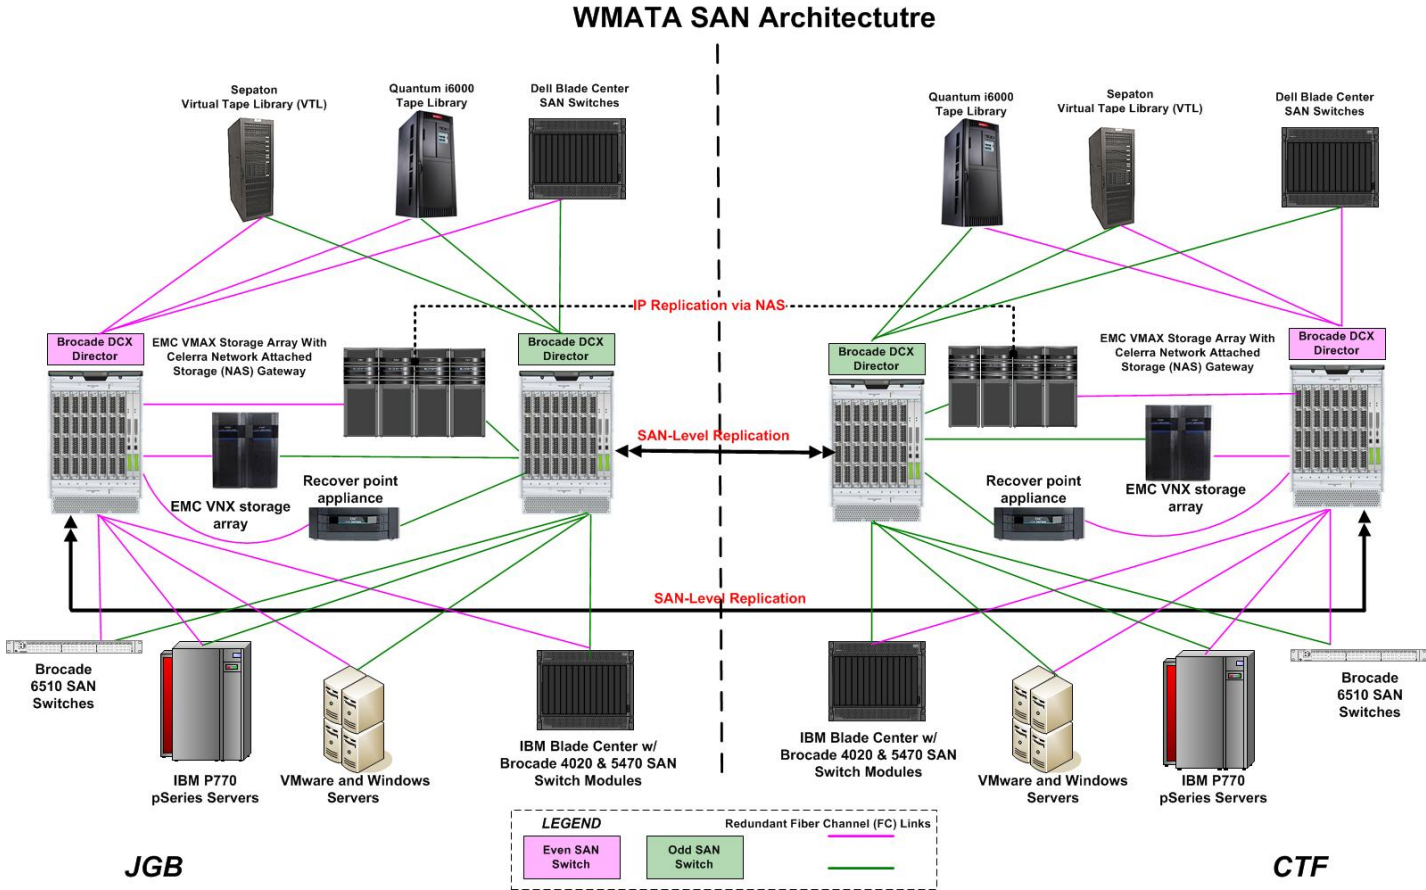 WMATA SAN Architectutre
Sepaton
Virtual Tape Library (VTL)
Quantum i6000
Tape Library
Dell Blade Center
SAN Switches
Quantum i6000
Tape Library
Sepaton
Virtual Tape Library (VTL)
Dell Blade Center
SAN Switches
IP Replication via NAS
Brocade DCX
Director
EMC VMAX Storage Array With
Celerra Network Attached
Storage (NAS) Gateway
Brocade DCX
Director
Brocade DCX
Director
EMC VMAX Storage Array With
Celerra Network Attached
Storage (NAS) Gateway
Brocade DCX
Director
SAN-Level Replication
EMC VNX storage
array
Recover point
appliance
Recover point
appliance
EMC VNX storage
array
SAN-Level Replication
Brocade
6510 SAN
Switches
IBM P770
pSeries Servers
VMware and Windows
Servers
IBM Blade Center w/
Brocade 4020 & 5470 SAN
Switch Modules
IBM Blade Center w/
Brocade 4020 & 5470 SAN
Switch Modules
VMware and Windows
Servers
IBM P770
pSeries Servers
Brocade
6510 SAN
Switches
LEGEND
Redundant Fiber Channel (FC) Links
Even SAN
Switch
Odd SAN
Switch
JGB
CTF